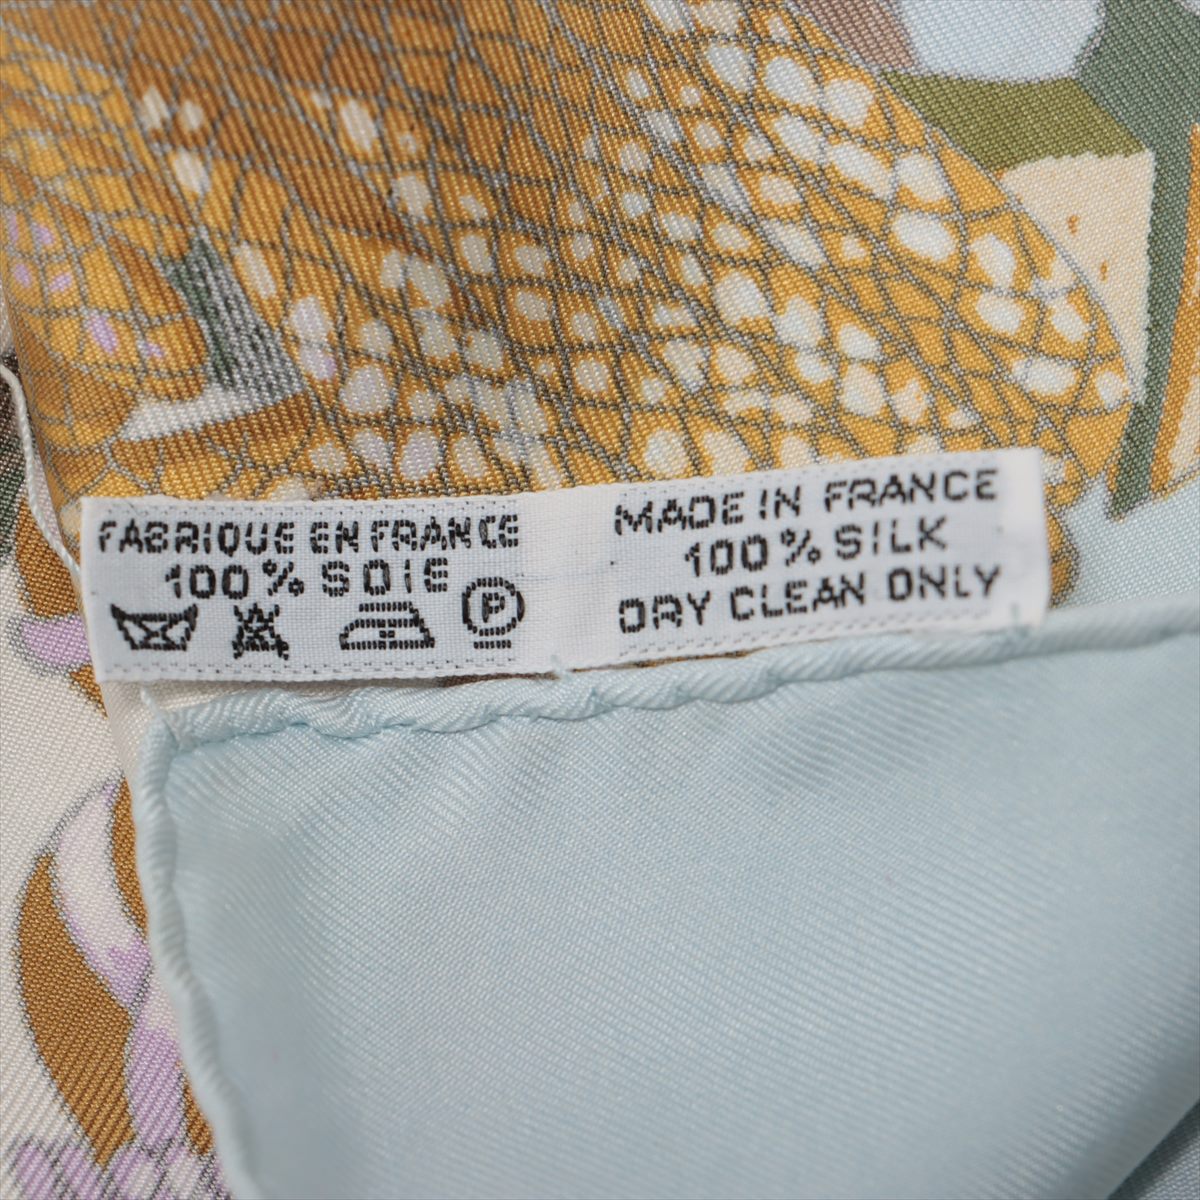 FABRIQUE EN FRANCE
100% SOIE
P
MADE IN FRANCE
100% SILK
DRY CLEAN ONLY